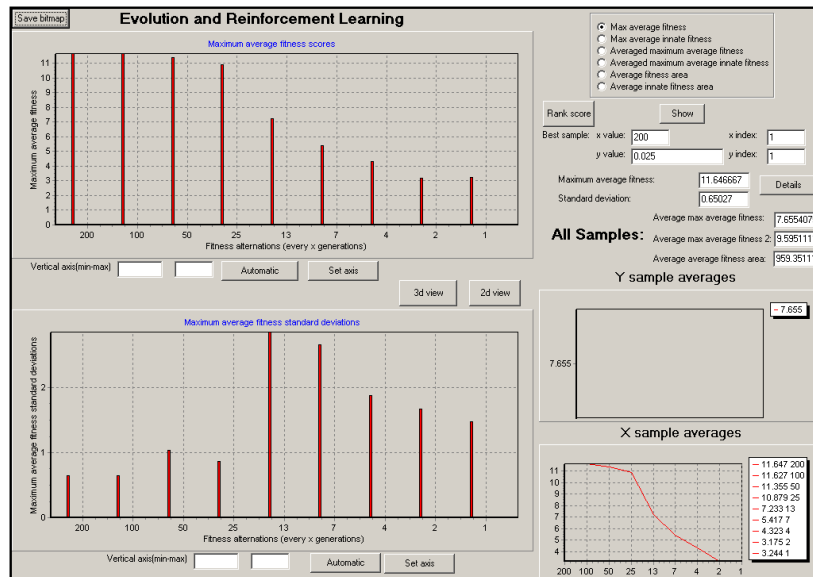 Save bitmap
Evolution and Reinforcement Learning
Maximum average fitness scores
Maximum average fitness
11
10
9
8
7
6
5
4
3
2
1
0
200 100 50 25 13 7 4 2 1
Fitness alternations (every x generations)
Vertical axis(min-max)
Automatic
Set axis
3d view
2d view
Maximum average fitness standard deviations
Maximum average fitness standard deviations
2
1
0
200 100 50 25 13 7 4 2 1
Fitness alternations (every x generations)
Vertical axis(min-max)
Automatic
Set axis
Max average fitness
Max average innate fitness
Averaged maximum average fitness
Averaged maximum average innate fitness
Average fitness area
Average innate fitness area
Rank score
Show
Best sample: x value: 200 x index: 1
y value: 0.025 y index: 1
Maximum average fitness: 11.646667
Standard deviation: 0.65027
Details
All Samples:
Average max average fitness: 7.655407
Average max average fitness 2: 9.595111
Average average fitness area: 959.35111
Y sample averages
7.655
7.655
X sample averages
11
10
9
8
7
6
5
4
200 100 50 25 13 7 4 2 1
11.647 200
11.627 100
11.355 50
10.879 25
7.233 13
5.417 7
4.323 4
3.175 2
3.244 1